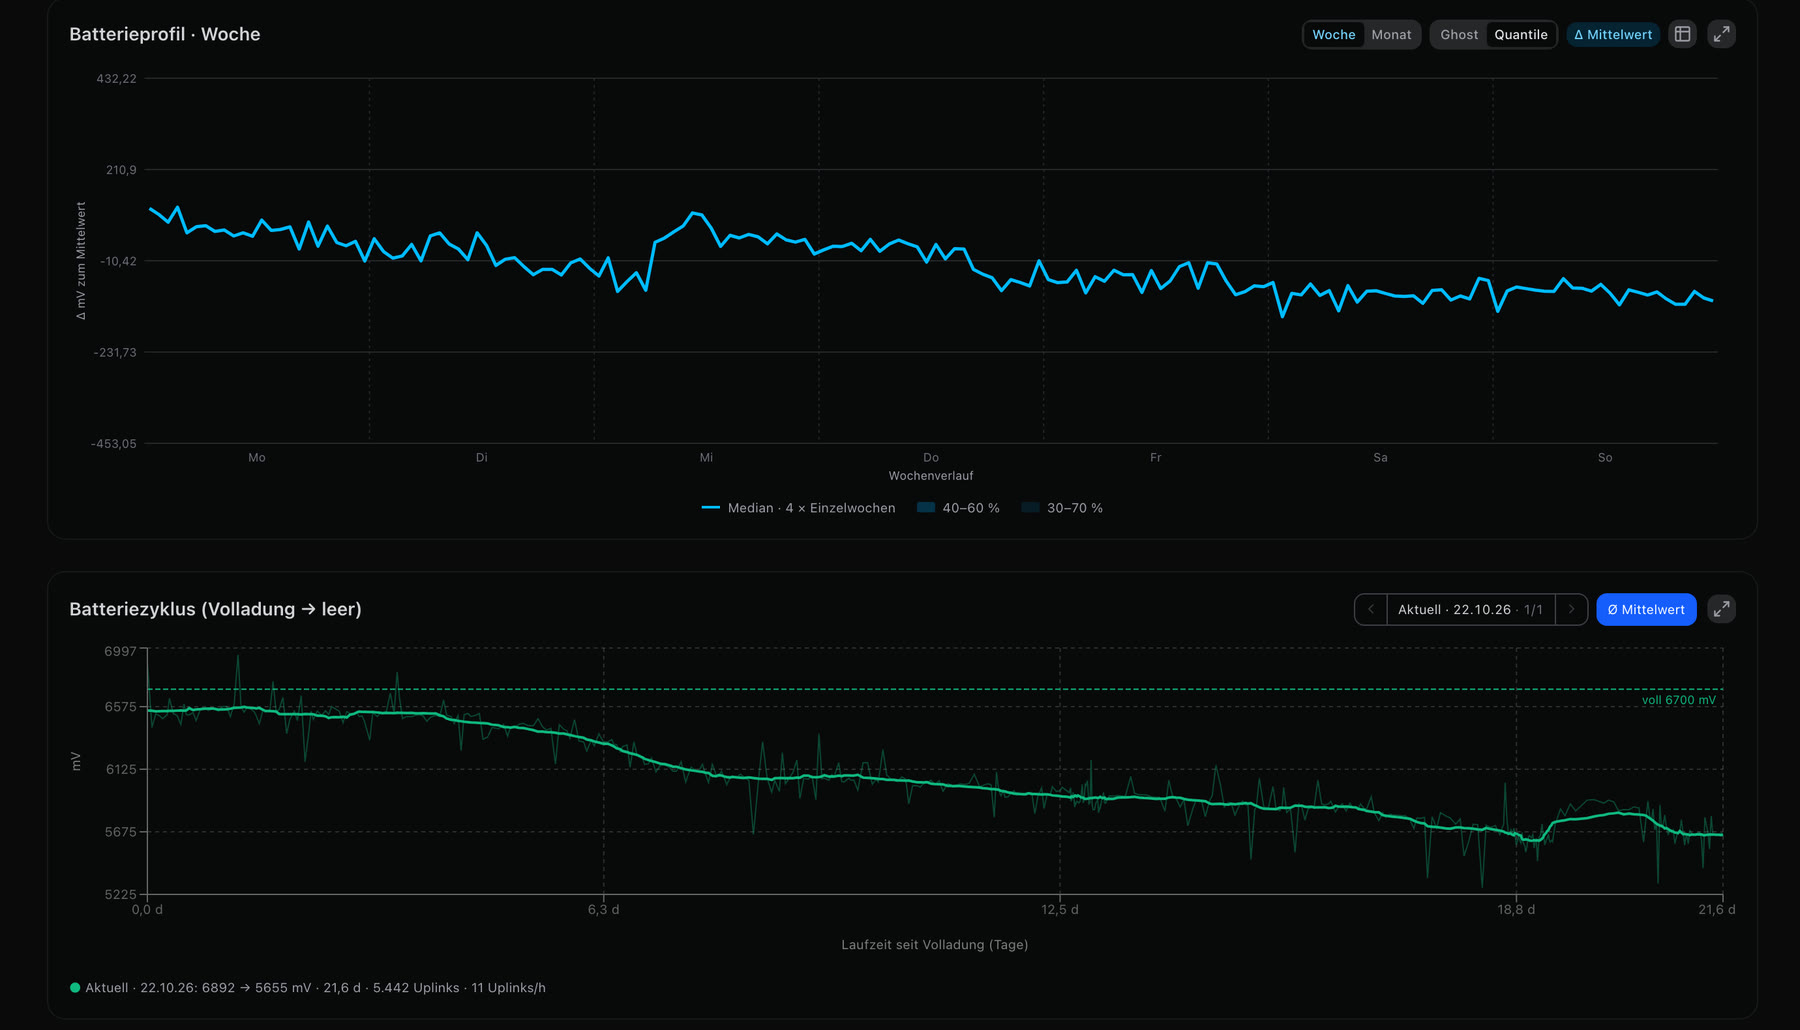 Batterieprofil · Woche
Woche Monat Ghost Quantile Δ Mittelwert
432,22
210,9
-10,42
-231,73
-453,05
Δ mV zum Mittelwert
Mo Di Mi Do Fr Sa So
Wochenverlauf
Median · 4 × Einzelwochen 40–60 % 30–70 %
Batteriezyklus (Volladung → leer)
Aktuell · 22.10.26 · 1/1 Ø Mittelwert
6997
voll 6700 mV
6575
6125
5675
5225
mV
0,0 d 6,3 d 12,5 d 18,8 d 21,6 d
Laufzeit seit Volladung (Tage)
Aktuell · 22.10.26: 6892 → 5655 mV · 21,6 d · 5.442 Uplinks · 11 Uplinks/h